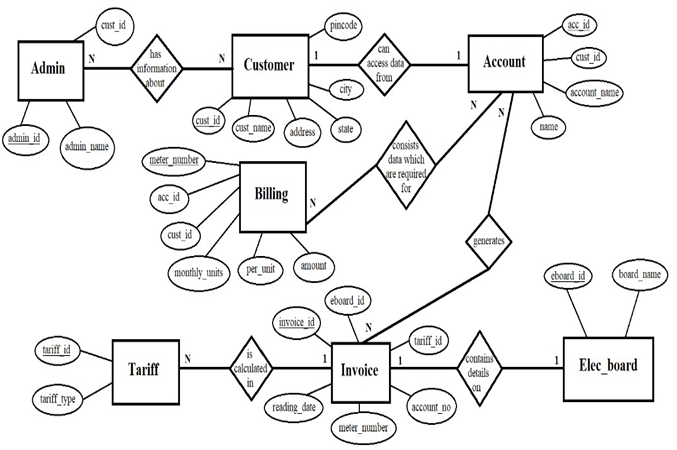 cust_id
pincode
acc_id
Admin
N
has
information
about
N
Customer
1
can
access data
from
1
Account
cust_id
city
account_name
admin_id
admin_name
cust_id
cust_name
address
state
name
N
N
meter_number
acc_id
cust_id
monthly_units
per_unit
amount
Billing
N
consists
data which
are required
for
generates
eboard_id
board_name
eboard_id
invoice_id
N
tariff_id
tariff_id
tariff_type
Tariff
N
is
calculated
in
1
Invoice
1
contains
details
on
1
Elec_board
reading_date
account_no
meter_number